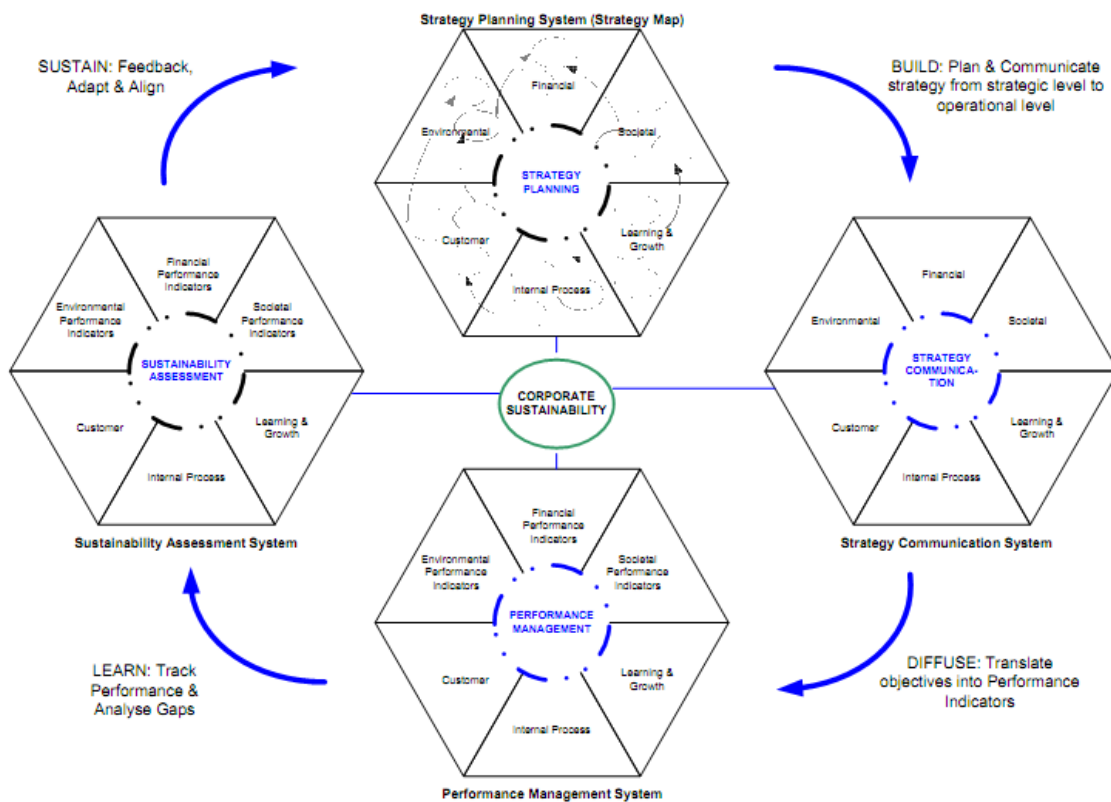 Strategy Planning System (Strategy Map)
SUSTAIN: Feedback,
Adapt & Align
BUILD: Plan & Communicate
strategy from strategic level to
operational level
Financial
Environmental
Societal
STRATEGY
PLANNING
Customer
Learning &
Growth
Internal Process
Financial
Performance
Indicators
Environmental
Performance
Indicators
Societal
Performance
Indicators
SUSTAINABILITY
ASSESSMENT
Customer
Learning &
Growth
Internal Process
Sustainability Assessment System
CORPORATE
SUSTAINABILITY
Financial
Environmental
Societal
STRATEGY
COMMUNICA-
TION
Customer
Learning &
Growth
Internal Process
Strategy Communication System
Financial
Performance
Indicators
Environmental
Performance
Indicators
Societal
Performance
Indicators
PERFORMANCE
MANAGEMENT
Customer
Learning &
Growth
Internal Process
Performance Management System
LEARN: Track
Performance &
Analyse Gaps
DIFFUSE: Translate
objectives into Performance
Indicators